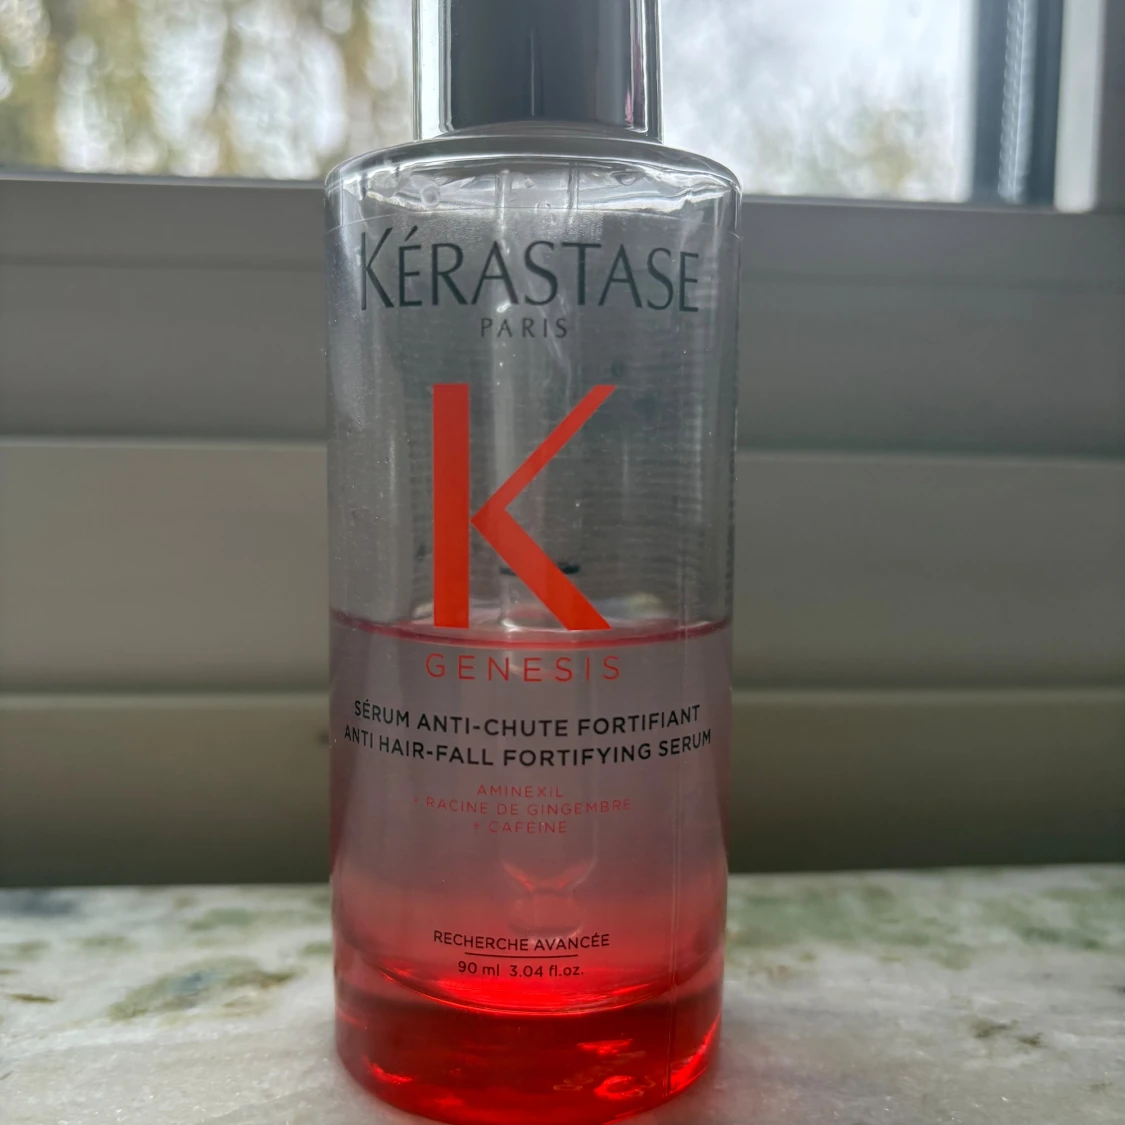 KÉRASTASE
PARIS
K
GENESIS
SÉRUM ANTI-CHUTE FORTIFIANT
ANTI HAIR-FALL FORTIFYING SERUM
AMINEXIL
+ RACINE DE GINGEMBRE
+ CAFÉINE
RECHERCHE AVANCÉE
90 ml 3.04 fl.oz.